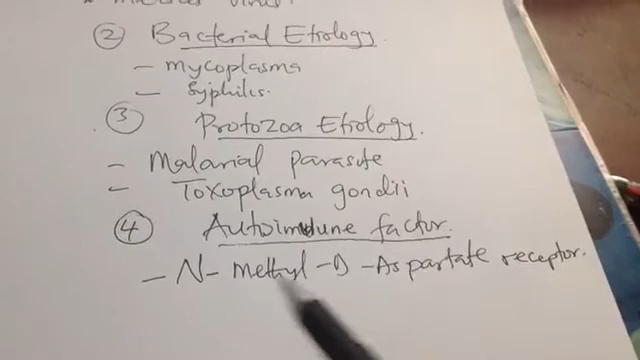 ② Bacterial Etiology.
- Mycoplasma
- Syphilis.
③ Protozoa Etiology.
- Malarial parasite
- Toxoplasma gondii
④ Autoimmune factor.
- N- Methyl -D -Aspartate receptor.